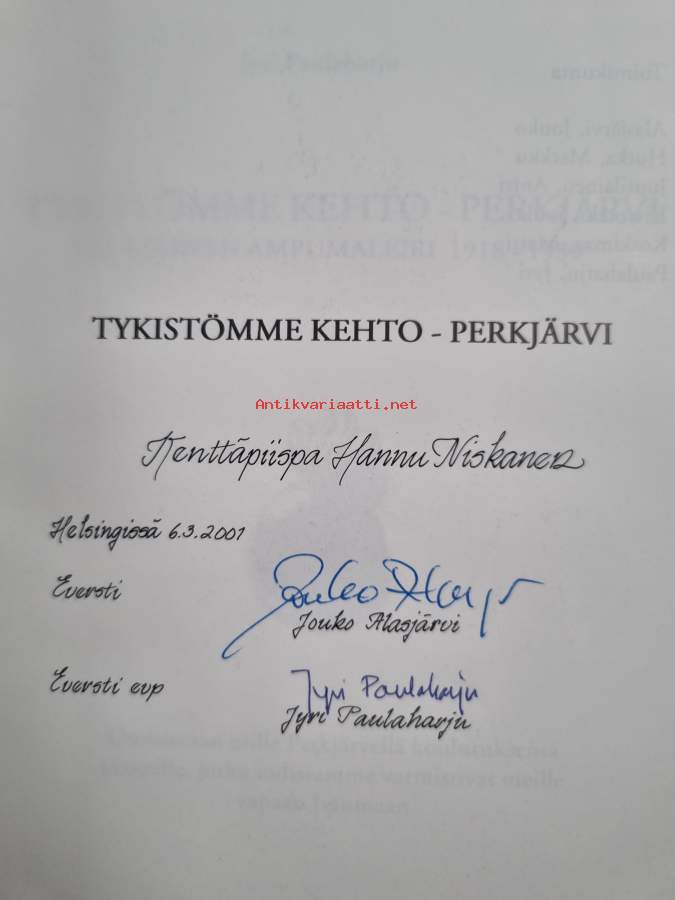 TYKISTÖMME KEHTO - PERKJÄRVI
Antikvariaatti.net
Kenttäpiispa Hannu Niskanen
Helsingissä 6.3.2001
Eversti
Jouko Alasjärvi
Eversti evp
Jyri Paulaharju
Jyri Paulaharju